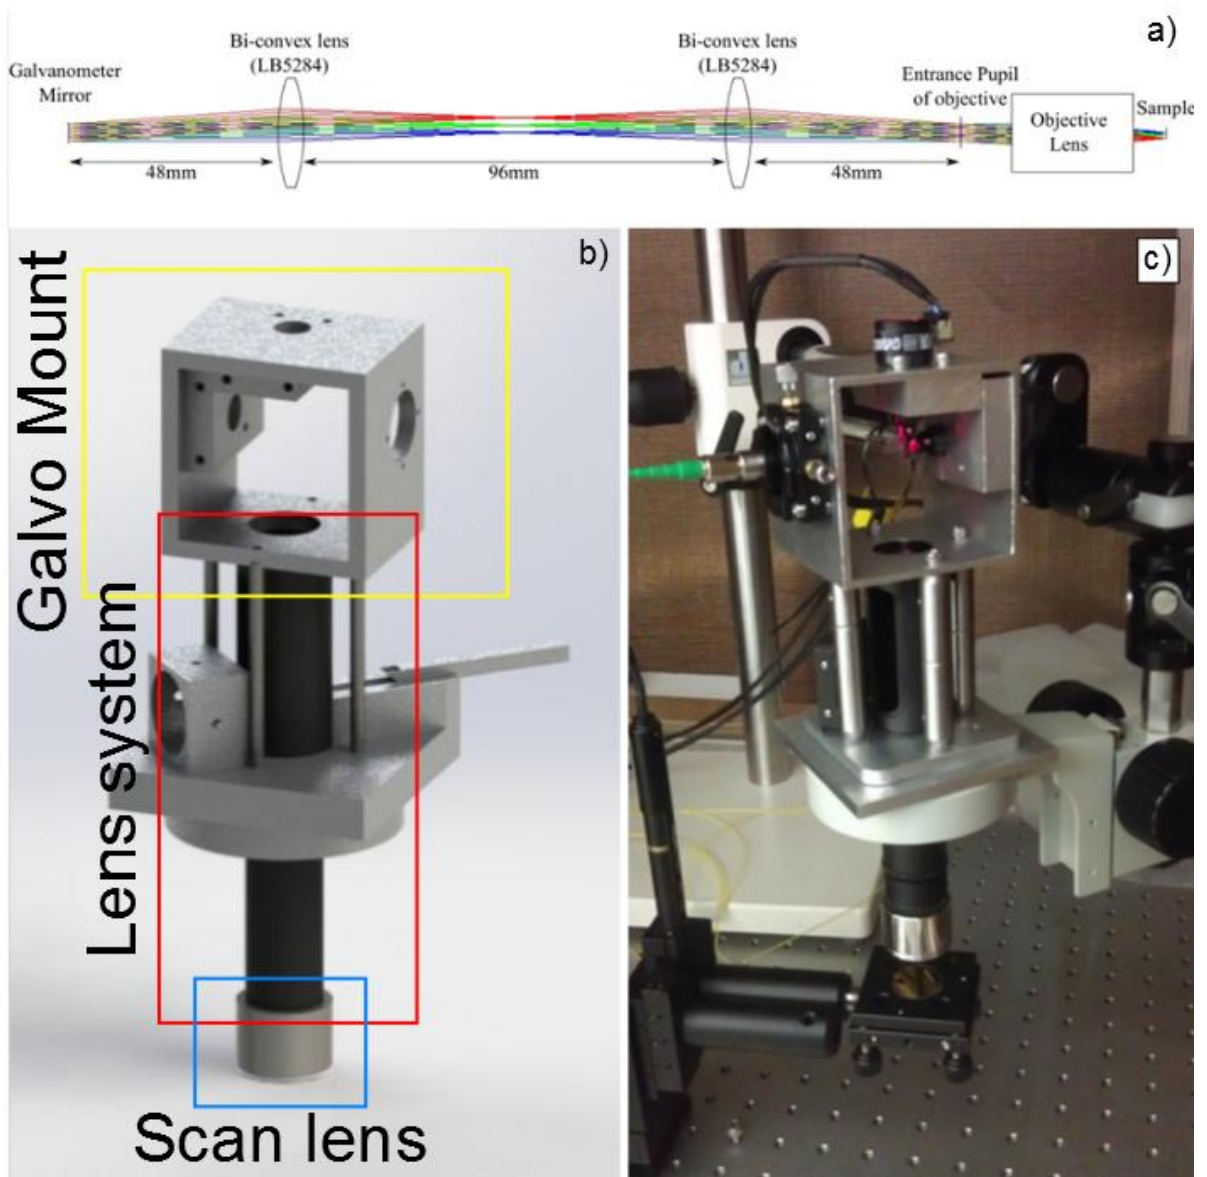 a)
Bi-convex lens
(LB5284)
Bi-convex lens
(LB5284)
Galvanometer
Mirror
Entrance Pupil
of objective
Objective
Lens
Sample
48mm
96mm
48mm
b)
c)
Galvo Mount
Lens system
Scan lens